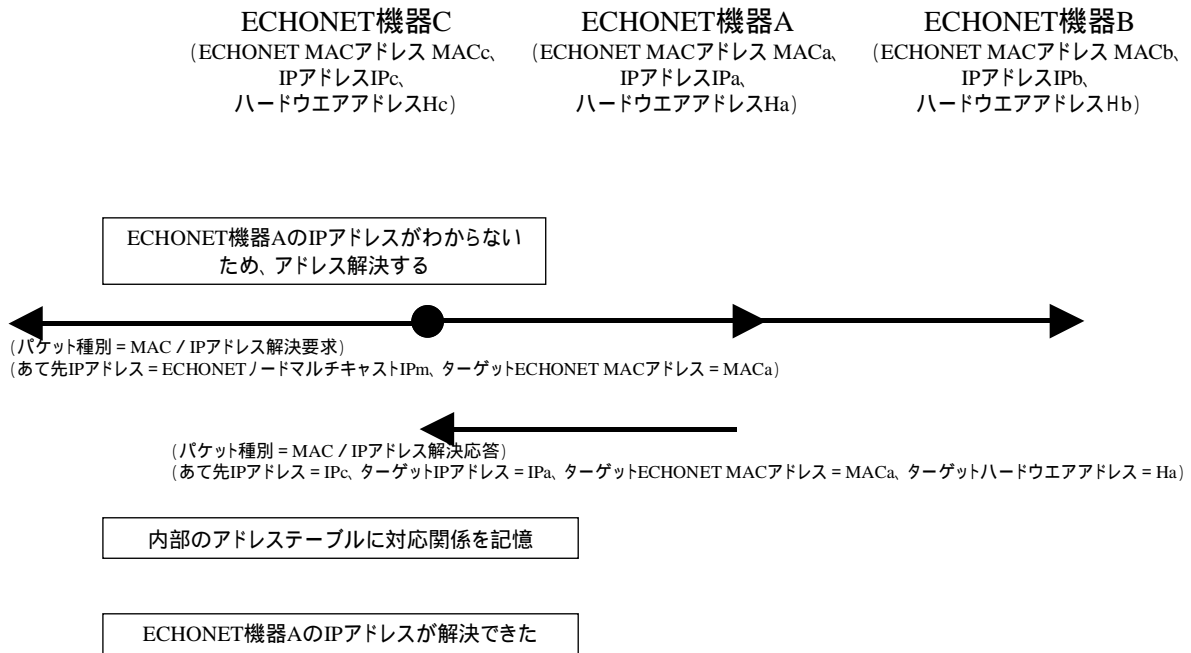 ECHONET機器C
(ECHONET MACアドレス MACc、
IPアドレスIPc、
ハードウエアアドレスHc)
ECHONET機器A
(ECHONET MACアドレス MACa、
IPアドレスIPa、
ハードウエアアドレスHa)
ECHONET機器B
(ECHONET MACアドレス MACb、
IPアドレスIPb、
ハードウエアアドレスHb)
ECHONET機器AのIPアドレスがわからない
ため、アドレス解決する
(パケット種別 = MAC / IPアドレス解決要求)
(あて先IPアドレス = ECHONETノードマルチキャストIPm、ターゲットECHONET MACアドレス = MACa)
(パケット種別 = MAC / IPアドレス解決応答)
(あて先IPアドレス = IPc、ターゲットIPアドレス = IPa、ターゲットECHONET MACアドレス = MACa、ターゲットハードウエアアドレス = Ha)
内部のアドレステーブルに対応関係を記憶
ECHONET機器AのIPアドレスが解決できた